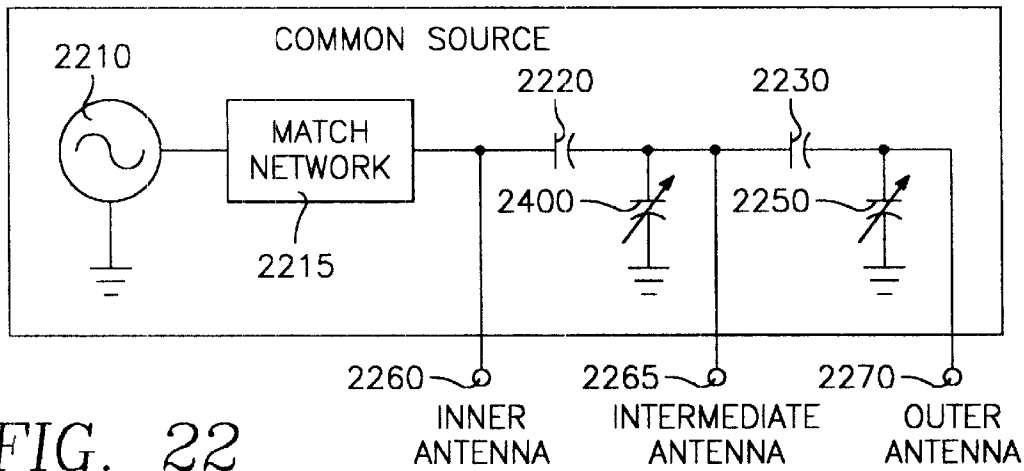 COMMON SOURCE
2210
2220
2230
MATCH
NETWORK
2400
2250
2215
2260
2265
2270
INNER
ANTENNA
INTERMEDIATE
ANTENNA
OUTER
ANTENNA
FIG. 22